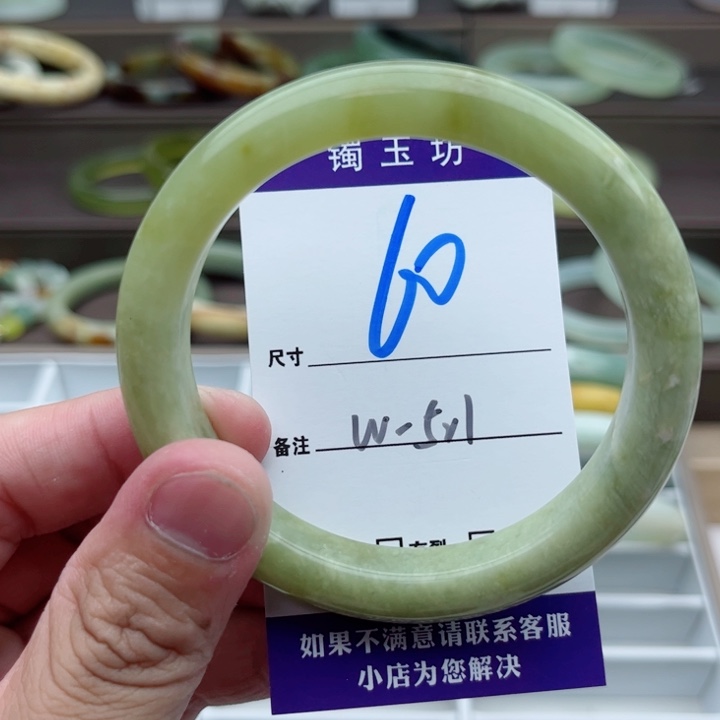 镯玉坊
60
尺寸
备注 W-5y1
如果不满意请联系客服
小店为您解决